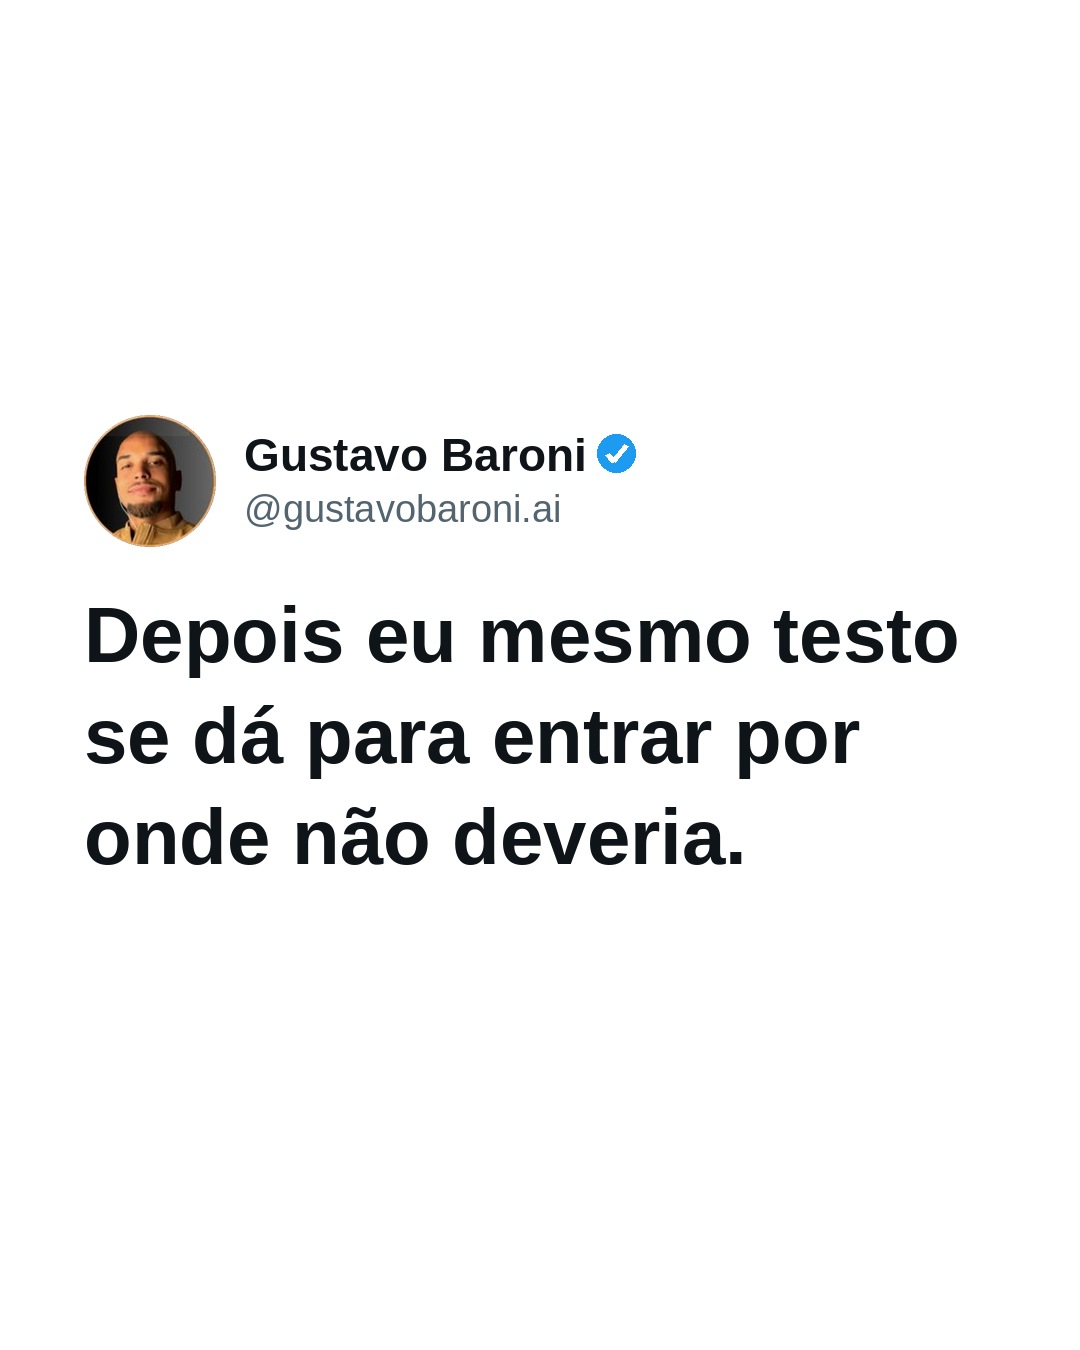 Gustavo Baroni
@gustavobaroni.ai
Depois eu mesmo testo
se dá para entrar por
onde não deveria.